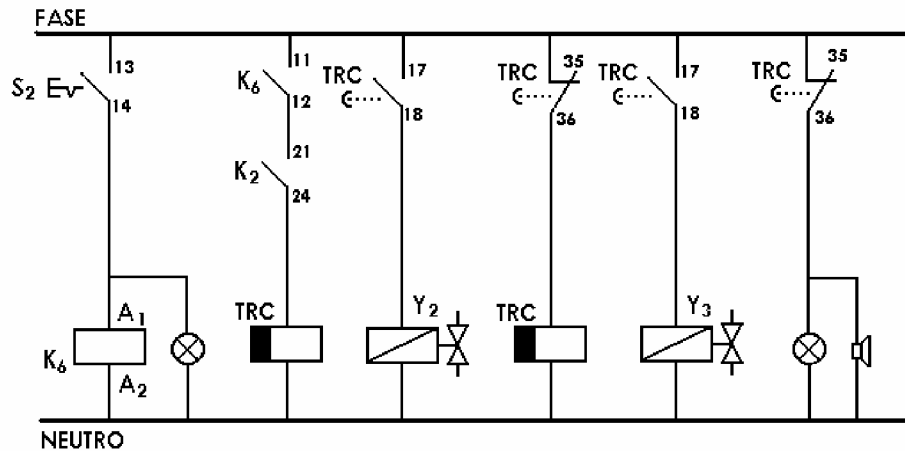 FASE
S2
13
14
K6
11
12
K2
21
24
TRC
17
18
TRC
35
36
TRC
17
18
TRC
35
36
A1
K6
A2
TRC
Y2
TRC
Y3
NEUTRO